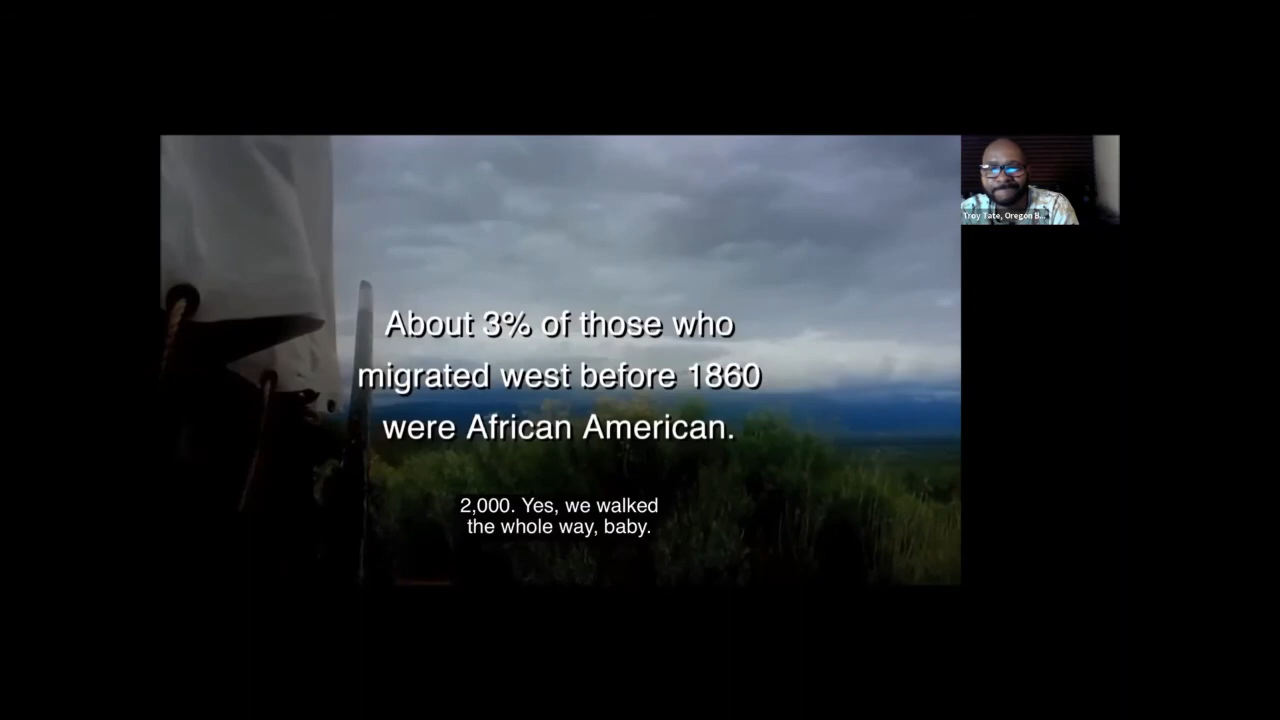 About 3% of those who
migrated west before 1860
were African American.
2,000. Yes, we walked
the whole way, baby.
Troy Tate, Oregon B...